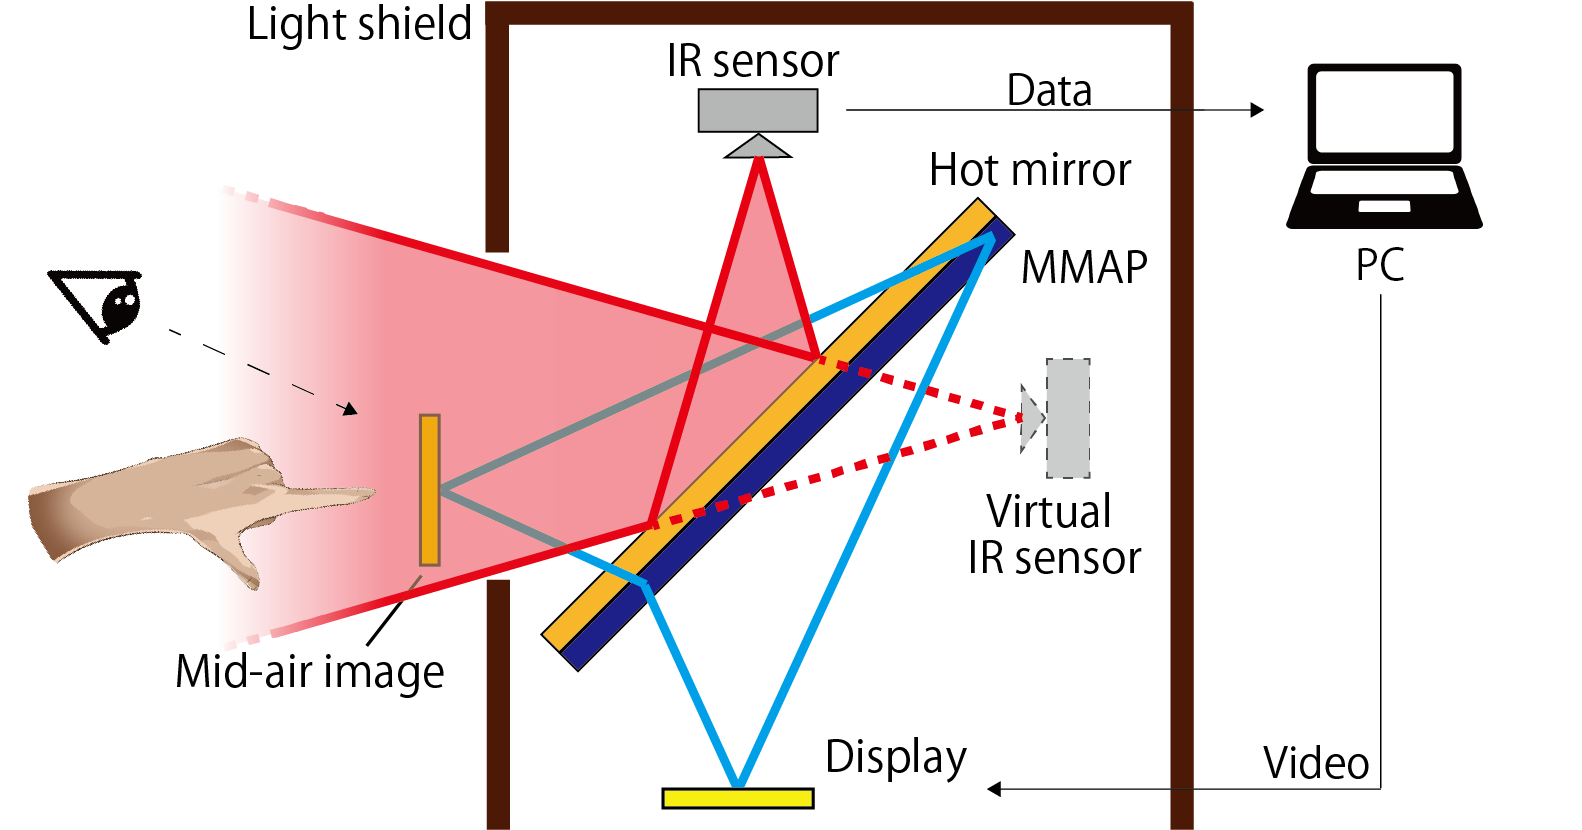 Light shield
IR sensor
Data
Hot mirror
MMAP
PC
Virtual
IR sensor
Mid-air image
Display
Video